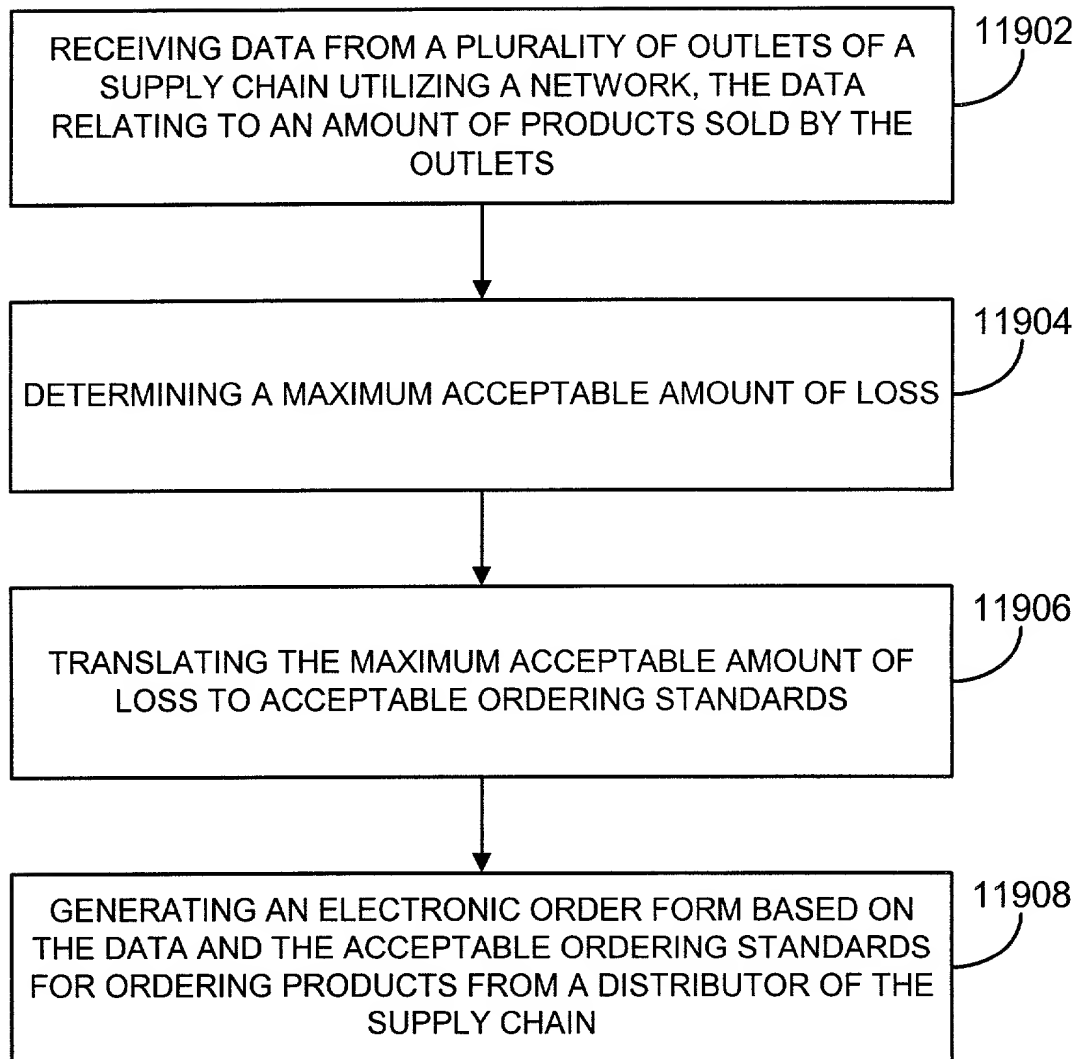 RECEIVING DATA FROM A PLURALITY OF OUTLETS OF A
SUPPLY CHAIN UTILIZING A NETWORK, THE DATA
RELATING TO AN AMOUNT OF PRODUCTS SOLD BY THE
OUTLETS
11902
DETERMINING A MAXIMUM ACCEPTABLE AMOUNT OF LOSS
11904
TRANSLATING THE MAXIMUM ACCEPTABLE AMOUNT OF
LOSS TO ACCEPTABLE ORDERING STANDARDS
11906
GENERATING AN ELECTRONIC ORDER FORM BASED ON
THE DATA AND THE ACCEPTABLE ORDERING STANDARDS
FOR ORDERING PRODUCTS FROM A DISTRIBUTOR OF THE
SUPPLY CHAIN
11908